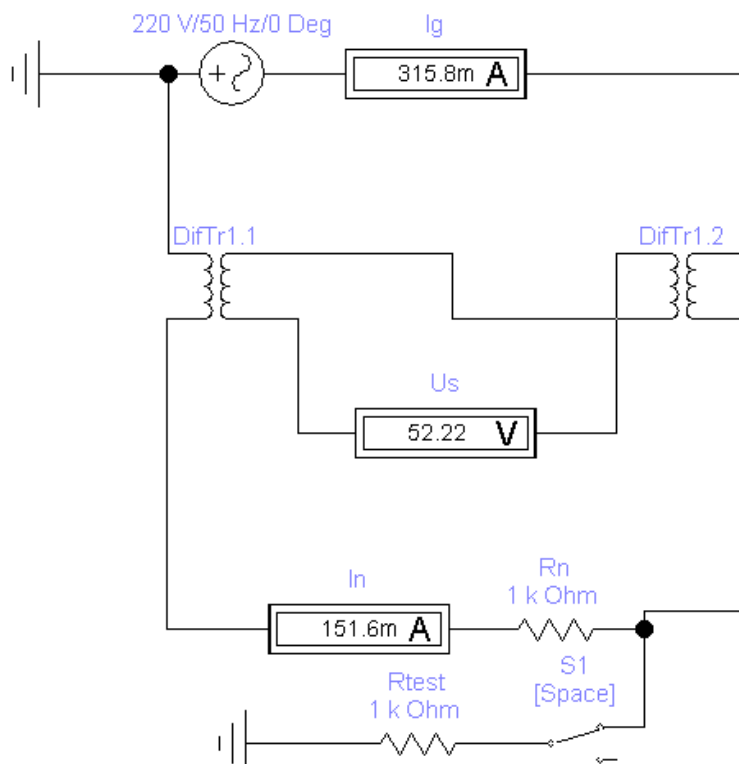 220 V/50 Hz/0 Deg
Ig
315.8m A
DifTr1.1
DifTr1.2
Us
52.22 V
In
151.6m A
Rn
1 k Ohm
S1
[Space]
Rtest
1 k Ohm